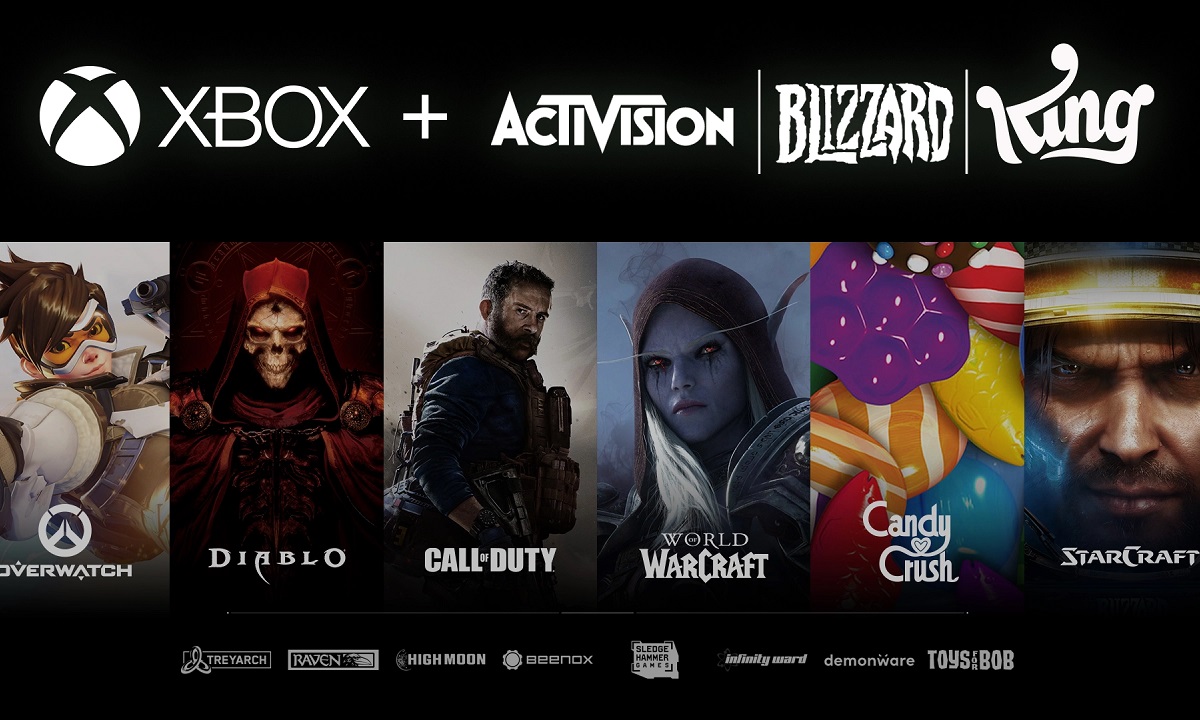 XBOX + ACTIVISION | BLIZZARD | King
OVERWATCH
DIABLO
CALL OF DUTY
WORLD OF WARCRAFT
Candy Crush
STARCRAFT
TREYARCH RAVEN HIGH MOON BEENOX SLEDGEHAMMER GAMES infinity ward demonware TOYS FOR BOB